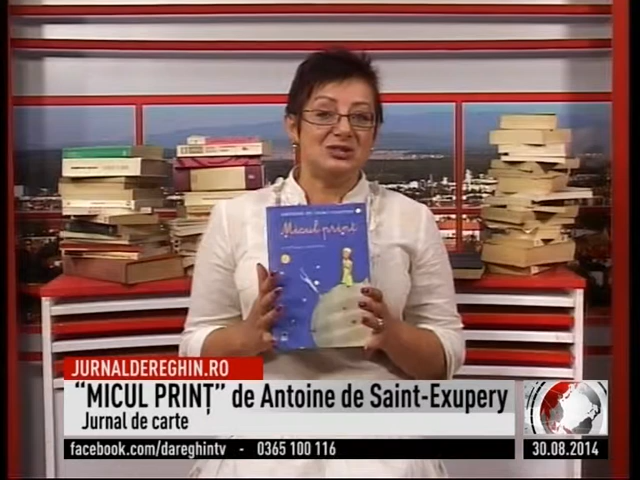 Micul prinț
JURNALDEREGHIN.RO
“MICUL PRINȚ” de Antoine de Saint-Exupery
Jurnal de carte
facebook.com/dareghintv - 0365 100 116
30.08.2014